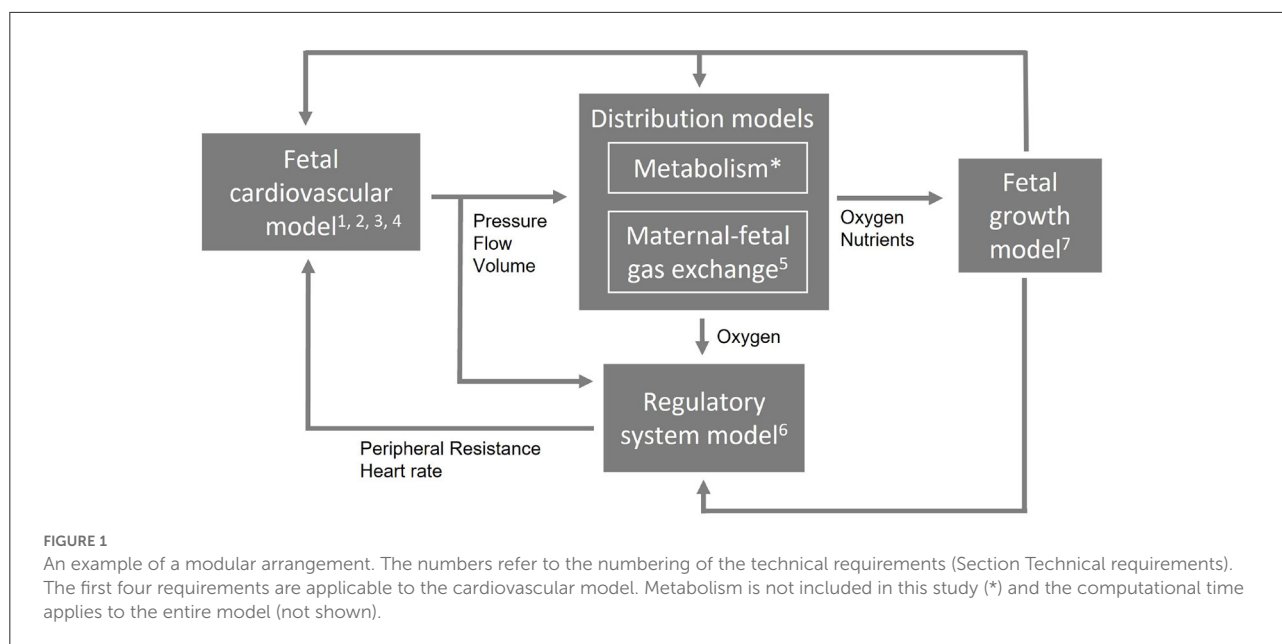 Distribution models
Metabolism*
Maternal-fetal
gas exchange5
Fetal
cardiovascular
model1, 2, 3, 4
Pressure
Flow
Volume
Oxygen
Nutrients
Fetal
growth
model7
Oxygen
Regulatory
system model6
Peripheral Resistance
Heart rate
FIGURE 1
An example of a modular arrangement. The numbers refer to the numbering of the technical requirements (Section Technical requirements).
The first four requirements are applicable to the cardiovascular model. Metabolism is not included in this study (*) and the computational time
applies to the entire model (not shown).